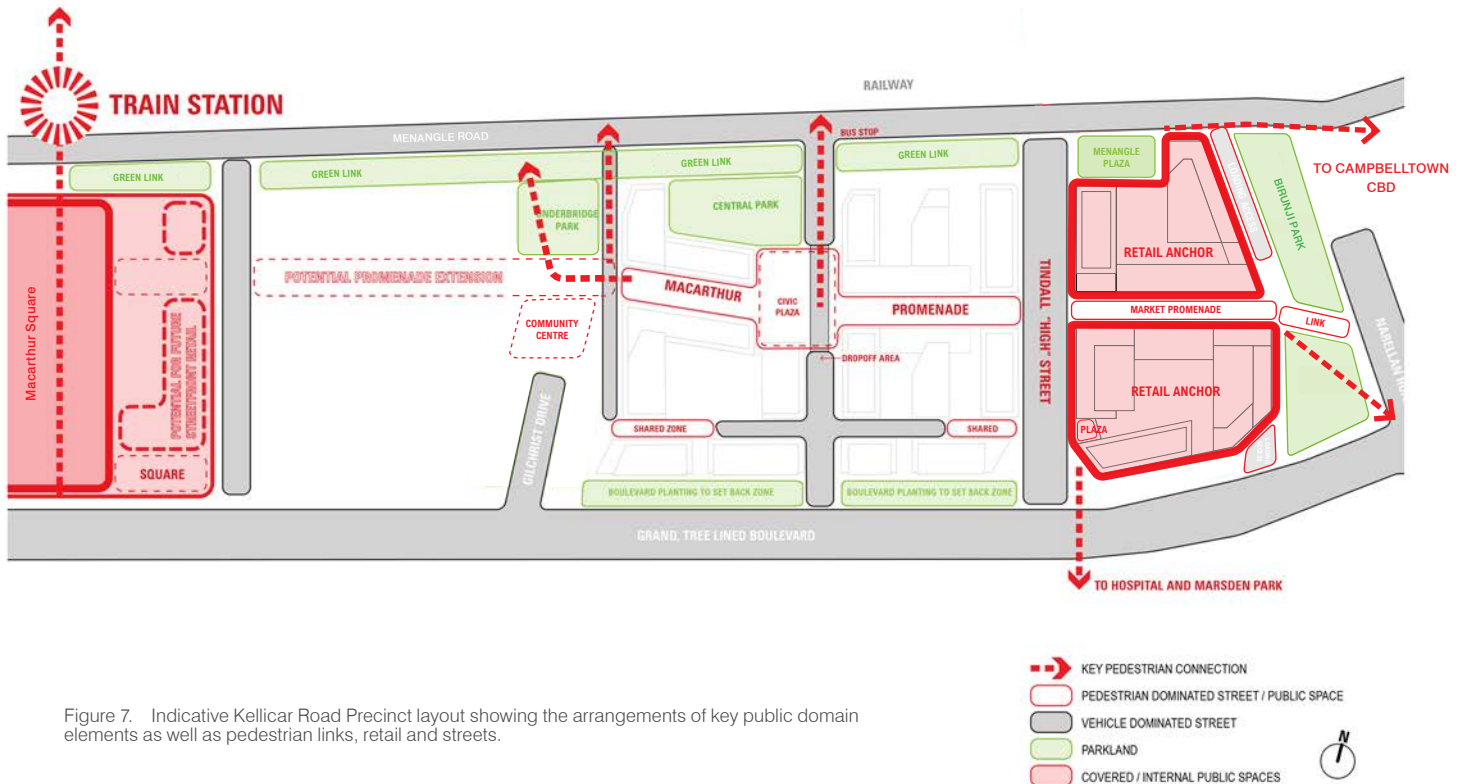 TRAIN STATION
RAILWAY
MENANGLE ROAD
BUS STOP
TO CAMPBELLTOWN
CBD
GREEN LINK
GREEN LINK
GREEN LINK
GREEN LINK
MENANGLE
PLAZA
BIRUNJI PARK
UNDERBRIDGE
PARK
CENTRAL PARK
RETAIL ANCHOR
Macarthur Square
POTENTIAL PROMENADE EXTENSION
MACARTHUR
CIVIC
PLAZA
PROMENADE
TINDALL "HIGH" STREET
MARKET PROMENADE
LINK
COMMUNITY
CENTRE
DROPOFF AREA
POTENTIAL FOR FUTURE
STREETFRONT RETAIL
RETAIL ANCHOR
GILCHRIST DRIVE
SHARED ZONE
SHARED
PLAZA
SQUARE
BOULEVARD PLANTING TO SET BACK ZONE
BOULEVARD PLANTING TO SET BACK ZONE
GRAND, TREE LINED BOULEVARD
NARELLAN
TO HOSPITAL AND MARSDEN PARK
KEY PEDESTRIAN CONNECTION
PEDESTRIAN DOMINATED STREET / PUBLIC SPACE
VEHICLE DOMINATED STREET
PARKLAND
COVERED / INTERNAL PUBLIC SPACES
N
Figure 7. Indicative Kellicar Road Precinct layout showing the arrangements of key public domain
elements as well as pedestrian links, retail and streets.